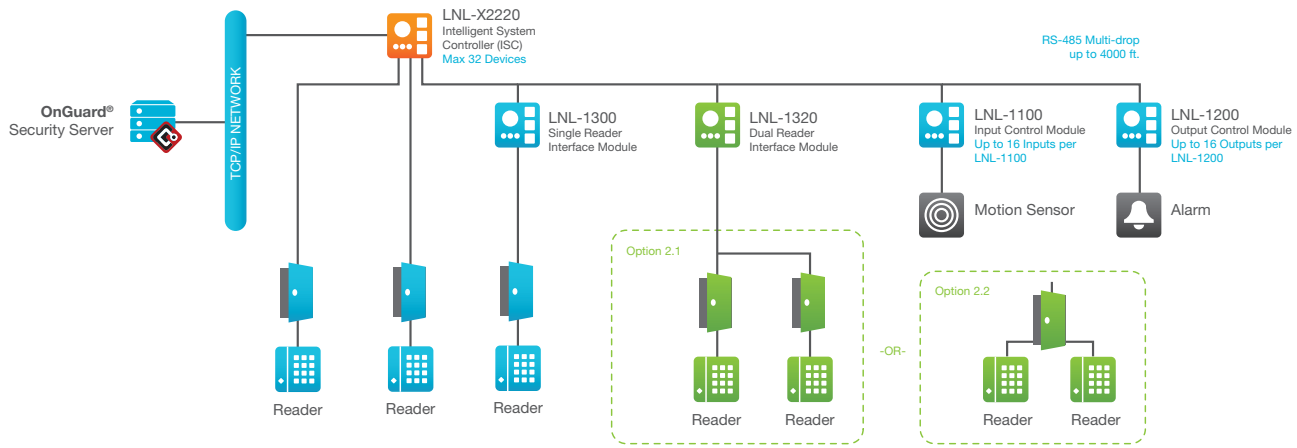 LNL-X2220
Intelligent System
Controller (ISC)
Max 32 Devices
RS-485 Multi-drop
up to 4000 ft.
OnGuard®
Security Server
TCP/IP NETWORK
LNL-1300
Single Reader
Interface Module
LNL-1320
Dual Reader
Interface Module
LNL-1100
Input Control Module
Up to 16 Inputs per
LNL-1100
LNL-1200
Output Control Module
Up to 16 Outputs per
LNL-1200
Motion Sensor
Alarm
Option 2.1
Option 2.2
-OR-
Reader
Reader
Reader
Reader
Reader
Reader
Reader